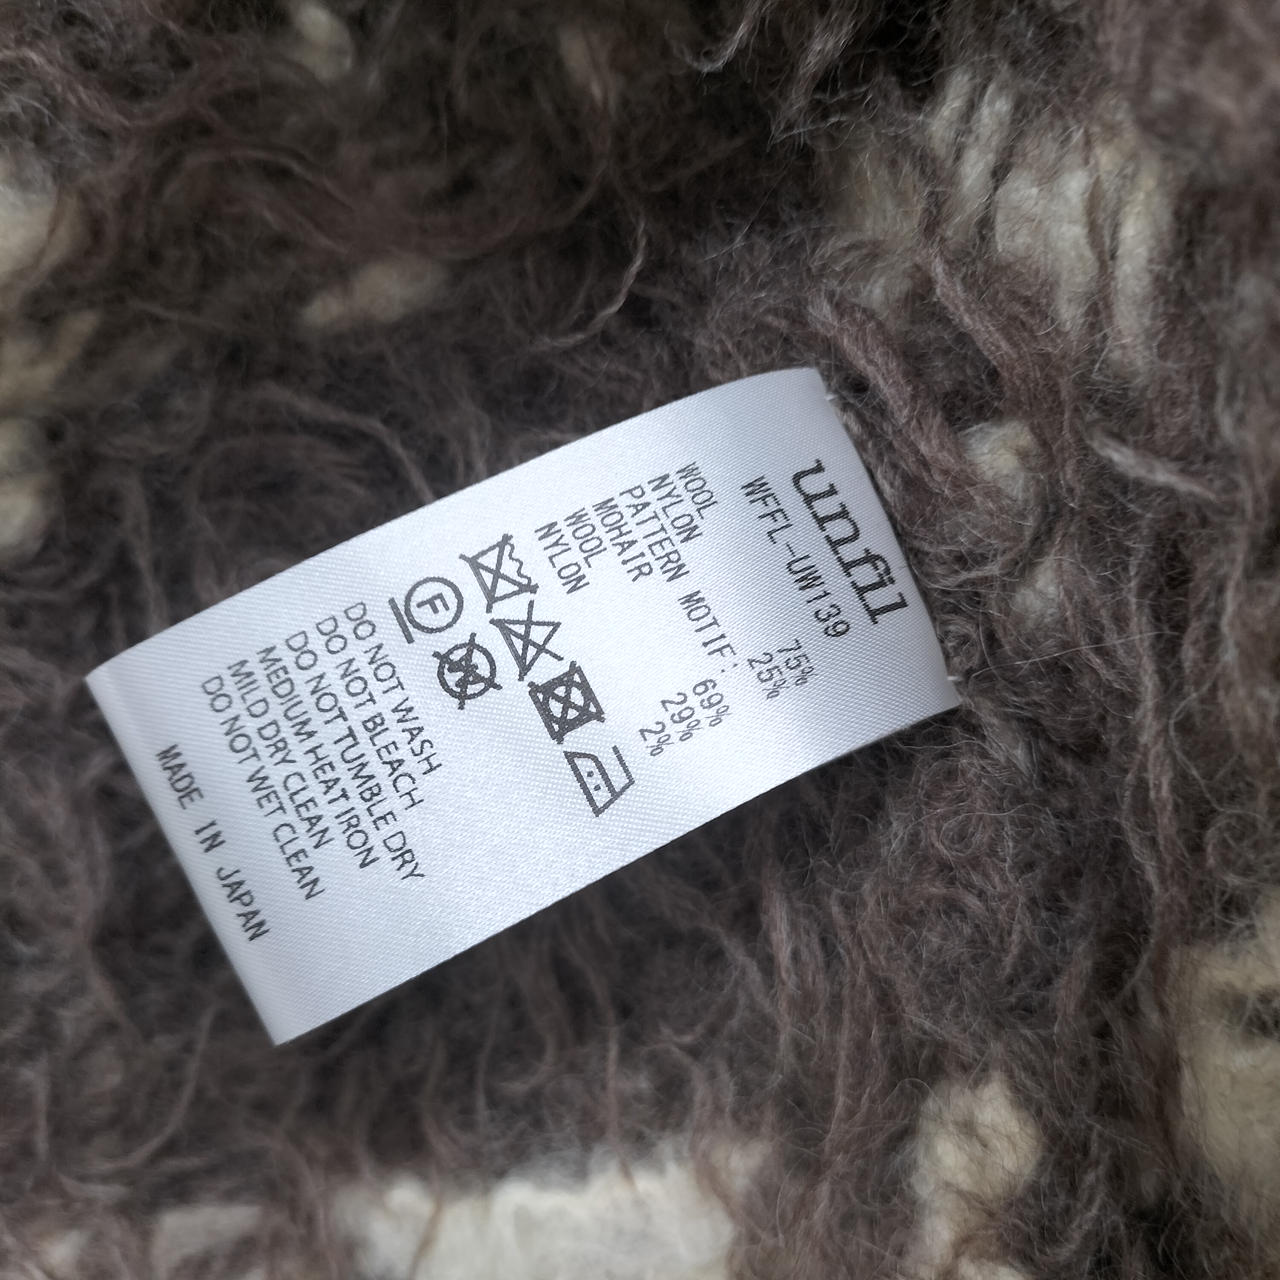 unfil
WFFL-UW139
WOOL 75%
NYLON 25%
PATTERN MOTIF:
MOHAIR 69%
WOOL 29%
NYLON 2%
F
DO NOT WASH
DO NOT BLEACH
DO NOT TUMBLE DRY
MEDIUM HEAT IRON
MILD DRY CLEAN
DO NOT WET CLEAN
MADE IN JAPAN